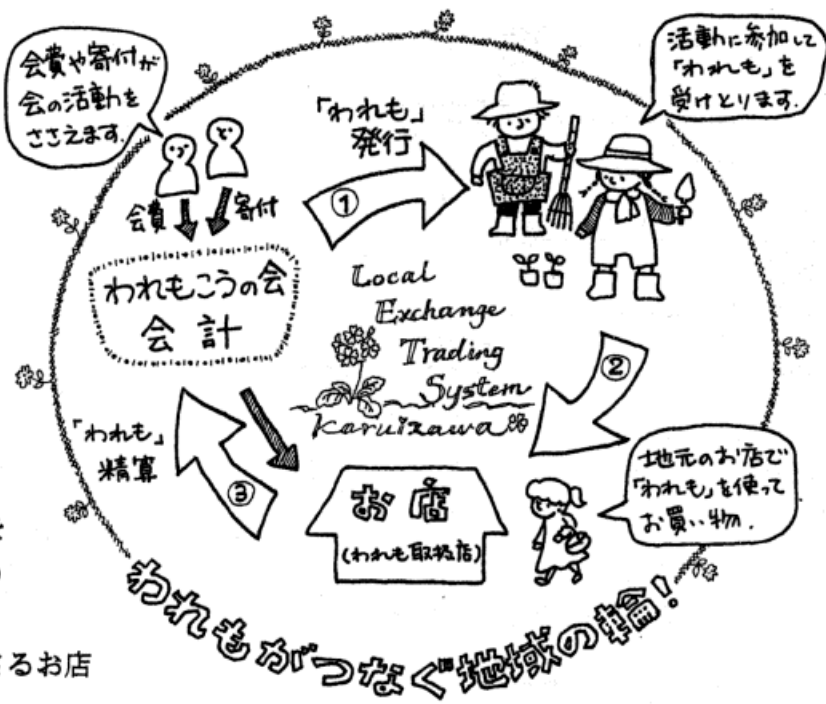 会費や寄付が
会の活動を
ささえます.
活動に参加して
「われも」を
受けとります.
「われも」
発行
①
会費
寄付
われもこうの会
会計
Local
Exchange
Trading
System
Karuizawa
②
「われも」
精算
③
お店
(われも取扱店)
地元のお店で
「われも」を使って
お買い物.
われもがつなぐ地域の輪!
るお店